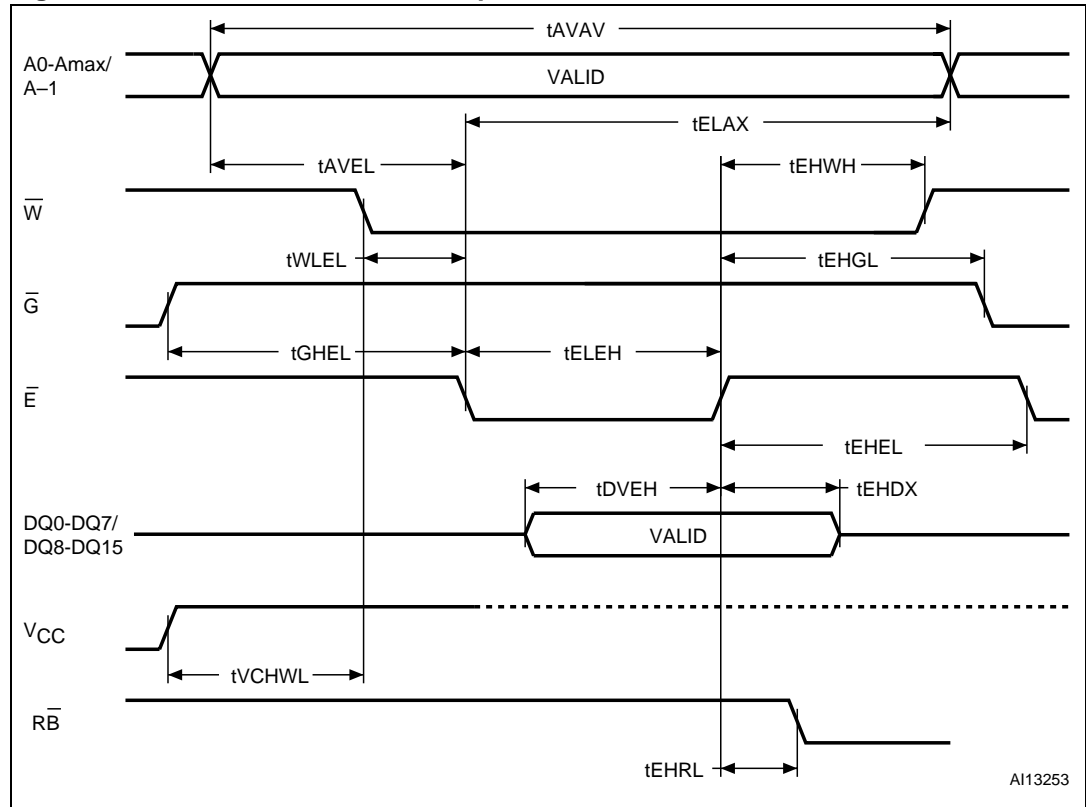 tAVAV
A0-Amax/
A–1
VALID
tELAX
tAVEL
tEHWH
W̅
tWLEL
tEHGL
G̅
tGHEL
tELEH
E̅
tEHEL
tDVEH
tEHDX
DQ0-DQ7/
DQ8-DQ15
VALID
VCC
tVCHWL
RB̅
tEHRL
AI13253